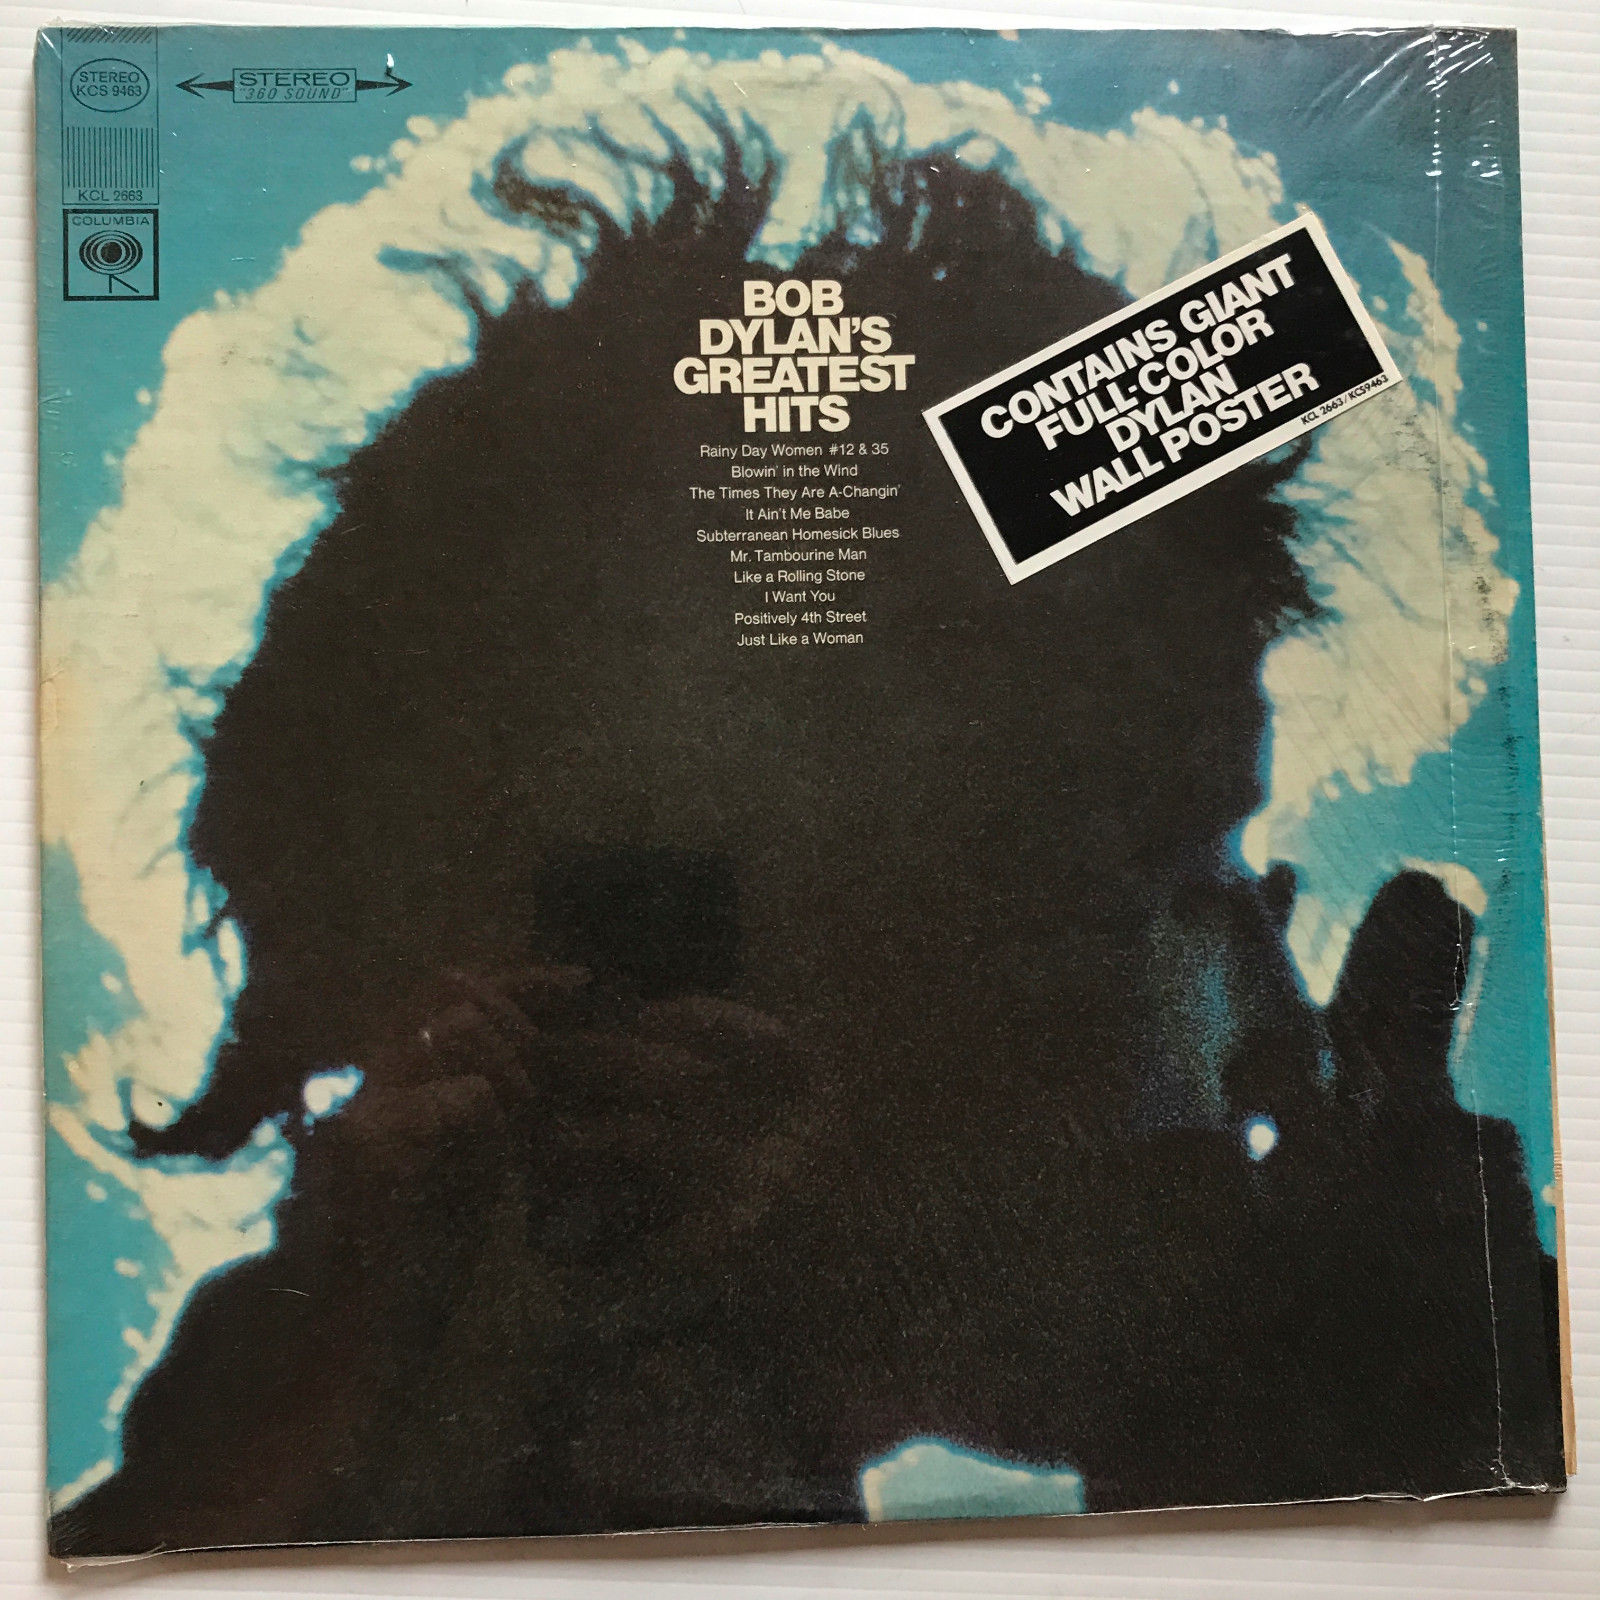 STEREO
KCS 9463
KCL 2663
COLUMBIA
STEREO
"360 SOUND"
BOB
DYLAN'S
GREATEST
HITS
Rainy Day Women #12 & 35
Blowin' in the Wind
The Times They Are A-Changin'
It Ain't Me Babe
Subterranean Homesick Blues
Mr. Tambourine Man
Like a Rolling Stone
I Want You
Positively 4th Street
Just Like a Woman
CONTAINS GIANT
FULL-COLOR
DYLAN
WALL POSTER
KCL 2663/KCS9463